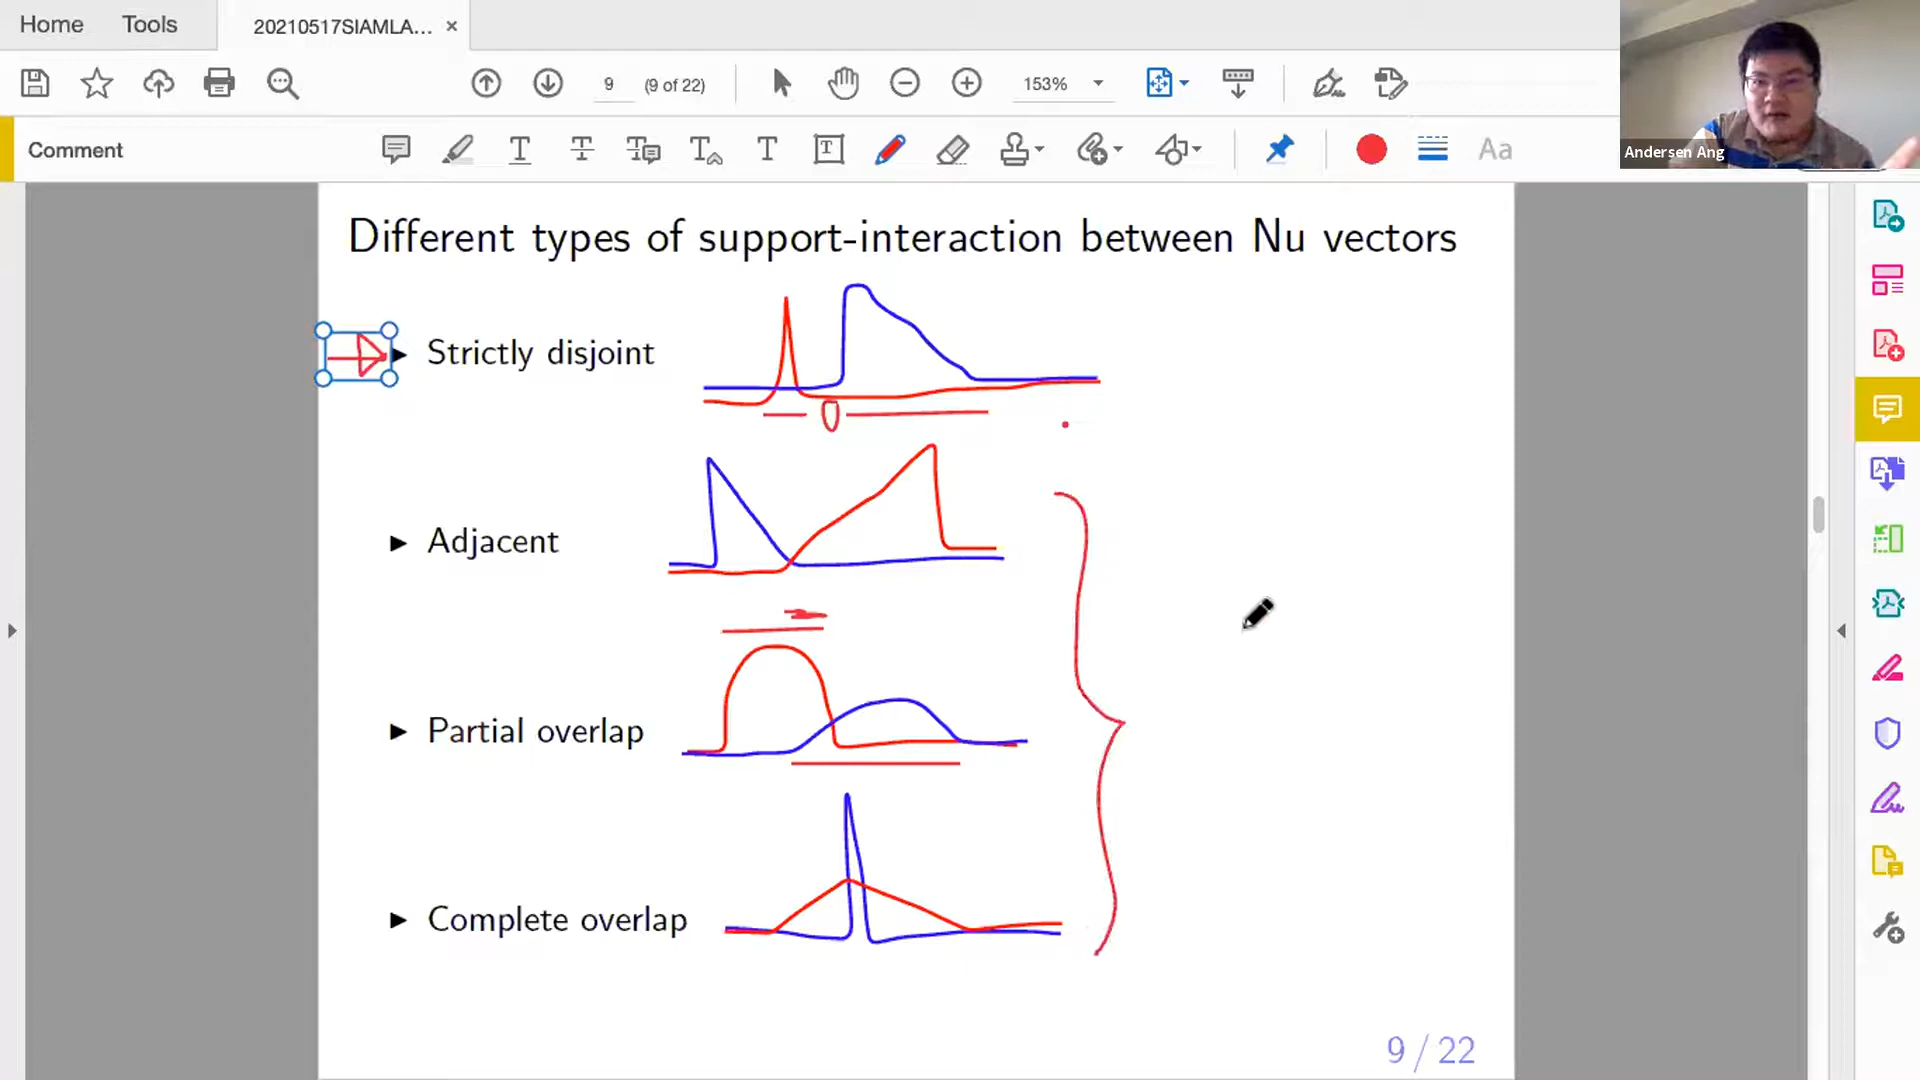 Home Tools 20210517SIAMLA... ×
9 (9 of 22) 153%
Comment
Aa
Andersen Ang
Different types of support-interaction between Nu vectors
Strictly disjoint
0
Adjacent
Partial overlap
Complete overlap
9 / 22